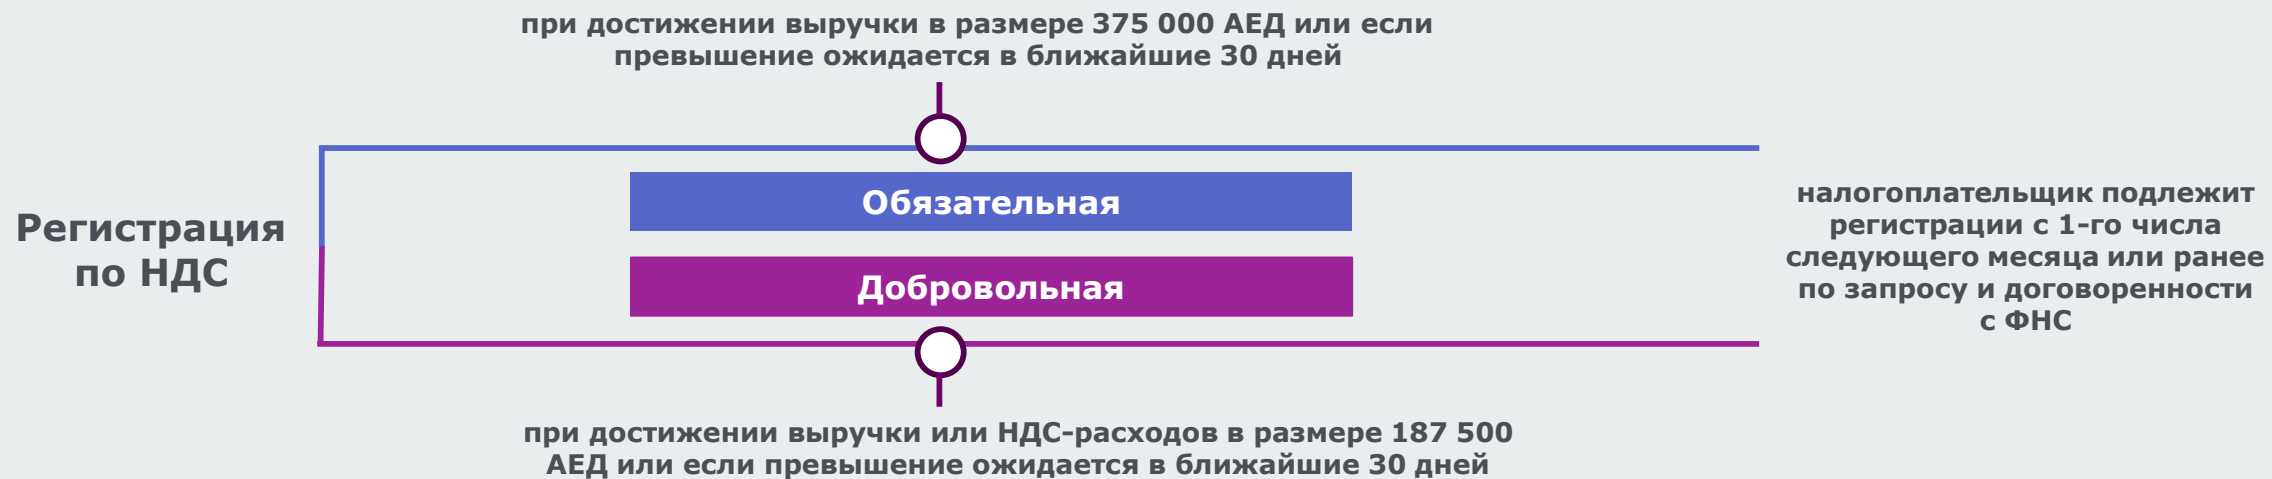 при достижении выручки в размере 375 000 АЕД или если
превышение ожидается в ближайшие 30 дней
Регистрация
по НДС
Обязательная
Добровольная
налогоплательщик подлежит
регистрации с 1-го числа
следующего месяца или ранее
по запросу и договоренности
с ФНС
при достижении выручки или НДС-расходов в размере 187 500
АЕД или если превышение ожидается в ближайшие 30 дней